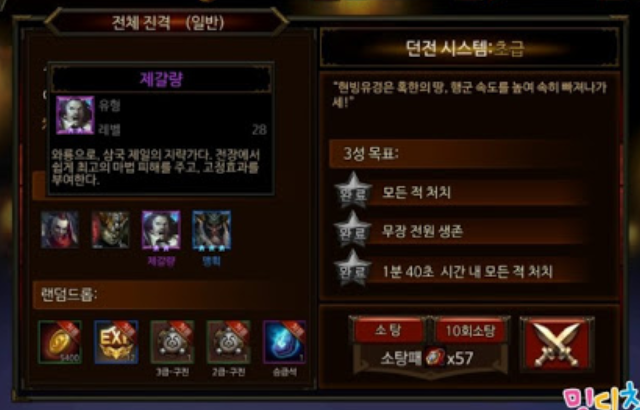 전체 진격 (일반)
제갈량
유형
레벨 28
와룡으로, 삼국 제일의 지략가다. 전장에서
쉽게 최고의 마법 피해를 주고, 고정효과를
부여한다.
제갈량
랜덤드롭:
5400
EXP
3급-구전
2급-구전
승급석
던전 시스템:초급
"현빙유경은 혹한의 땅, 행군 속도를 높여 속히 빠져나가
세!"
3성 목표:
완료 모든 적 처치
완료 무장 전원 생존
완료 1분 40초 시간 내 모든 적 처치
소탕
10회소탕
소탕패 x57